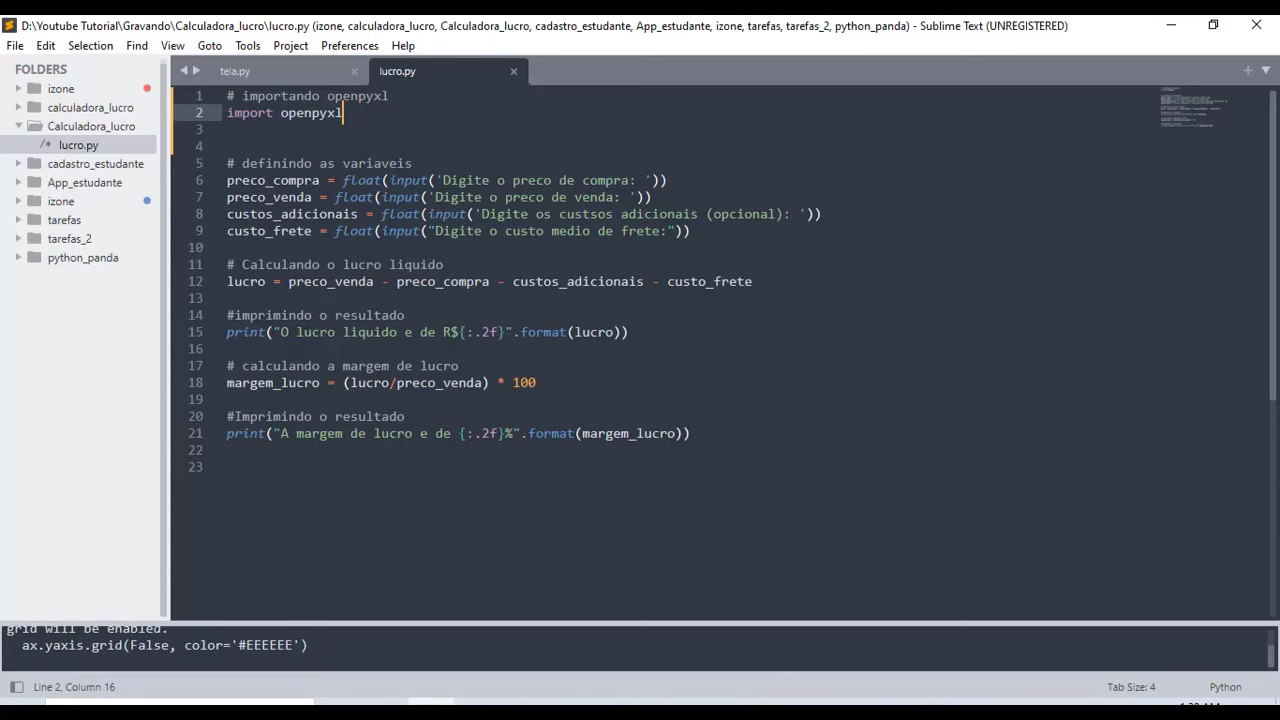 D:\Youtube Tutorial\Gravando\Calculadora_lucro\lucro.py (izone, calculadora_lucro, Calculadora_lucro, cadastro_estudante, App_estudante, izone, tarefas, tarefas_2, python_panda) - Sublime Text (UNREGISTERED)
File Edit Selection Find View Goto Tools Project Preferences Help
FOLDERS
izone
calculadora_lucro
Calculadora_lucro
/* lucro.py
cadastro_estudante
App_estudante
izone
tarefas
tarefas_2
python_panda
tela.py lucro.py
1 # importando openpyxl
2 import openpyxl
3
4
5 # definindo as variaveis
6 preco_compra = float(input('Digite o preco de compra: '))
7 preco_venda = float(input('Digite o preco de venda: '))
8 custos_adicionais = float(input('Digite os custsos adicionais (opcional): '))
9 custo_frete = float(input("Digite o custo medio de frete:"))
10
11 # Calculando o lucro liquido
12 lucro = preco_venda - preco_compra - custos_adicionais - custo_frete
13
14 #imprimindo o resultado
15 print("O lucro liquido e de R${:.2f}".format(lucro))
16
17 # calculando a margem de lucro
18 margem_lucro = (lucro/preco_venda) * 100
19
20 #Imprimindo o resultado
21 print("A margem de lucro e de {:.2f}%".format(margem_lucro))
22
23
grid will be enabled.
ax.yaxis.grid(False, color='#EEEEEE')
Line 2, Column 16 Tab Size: 4 Python